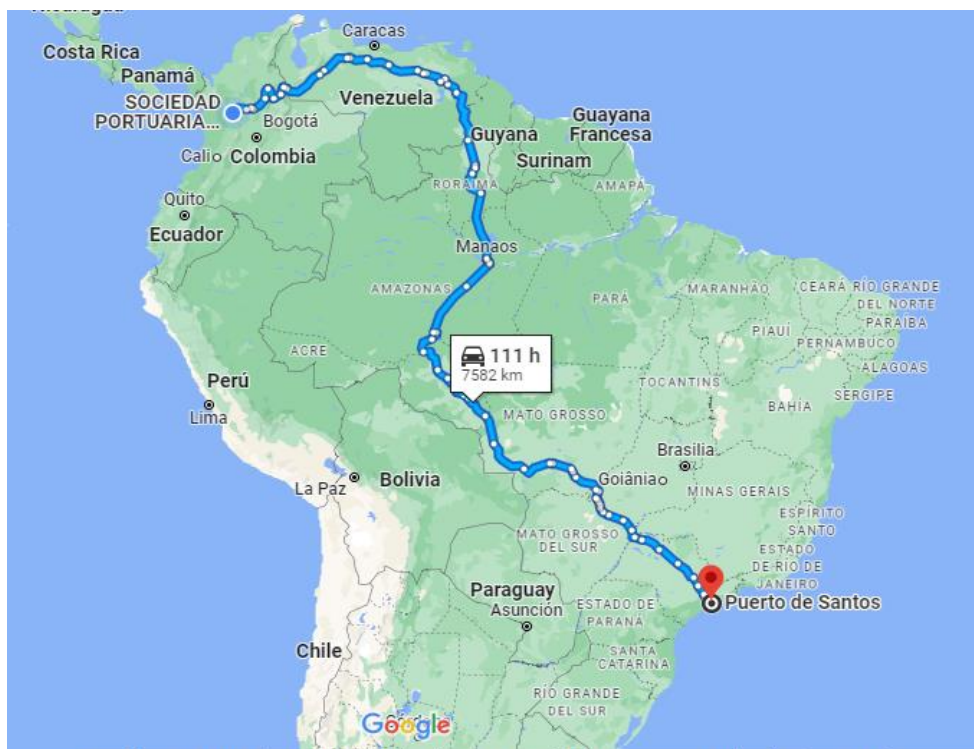 Caracas
Costa Rica
Panamá
SOCIEDAD
PORTUARIA...
Venezuela
Bogotá
Colombia
Cali
Guyana
Guayana
Francesa
Surinam
RORAIMA
AMAPÁ
Quito
Ecuador
Manaos
AMAZONAS
PARÁ
MARANHÃO
CEARÁ
RÍO GRANDE
DEL NORTE
PARAÍBA
PIAUÍ
PERNAMBUCO
ALAGOAS
SERGIPE
ACRE
111 h
7582 km
Perú
Lima
TOCANTINS
BAHÍA
MATO GROSSO
Brasilia
Goiânia
La Paz
Bolivia
MINAS GERAIS
ESPÍRITO
SANTO
MATO GROSSO
DEL SUR
ESTADO
DE RÍO DE
JANEIRO
Paraguay
Asunción
Puerto de Santos
ESTADO DE
PARANÁ
Chile
SANTA
CATARINA
RÍO GRANDE
DEL SUR
Google